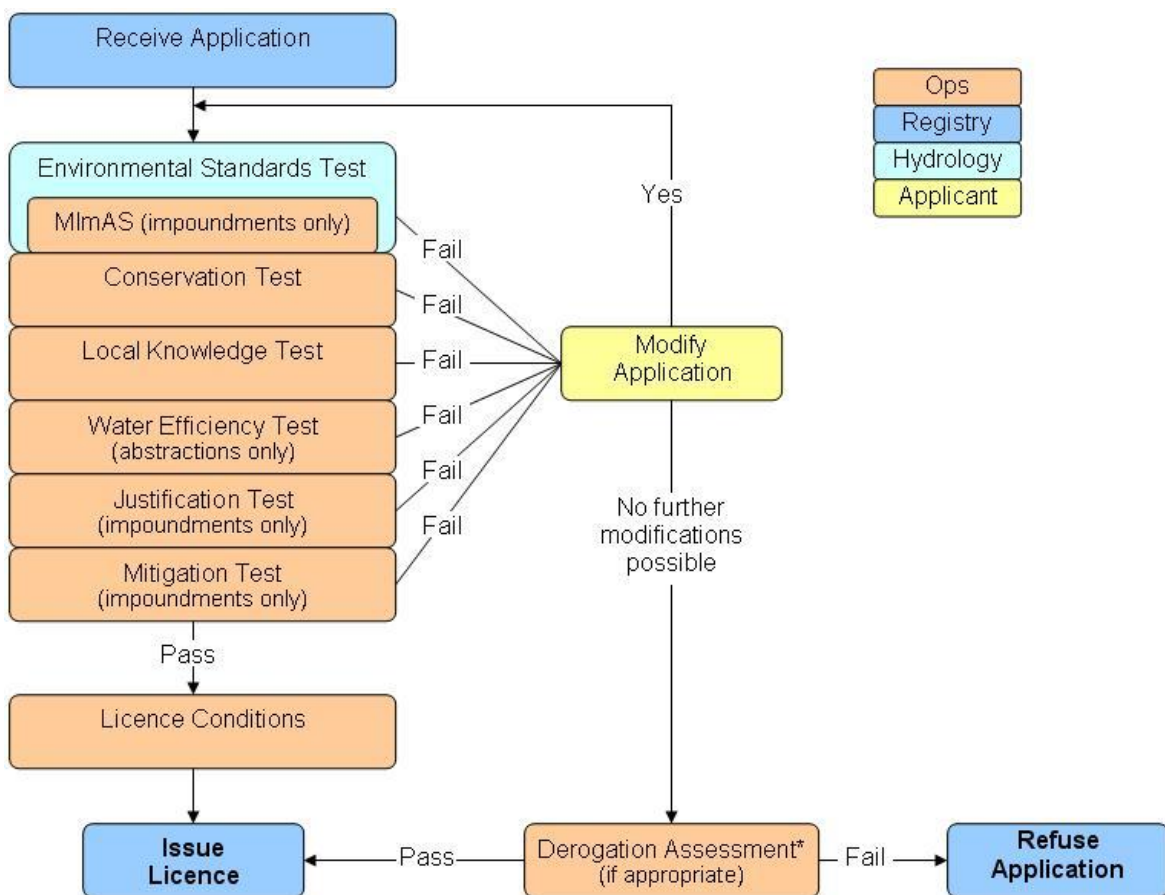 Receive Application
Ops
Registry
Hydrology
Applicant
Environmental Standards Test
MImAS (impoundments only)
Conservation Test
Local Knowledge Test
Water Efficiency Test
(abstractions only)
Justification Test
(impoundments only)
Mitigation Test
(impoundments only)
Fail
Fail
Fail
Fail
Fail
Fail
Yes
Modify
Application
No further
modifications
possible
Pass
Licence Conditions
Issue
Licence
Pass
Derogation Assessment*
(if appropriate)
Fail
Refuse
Application